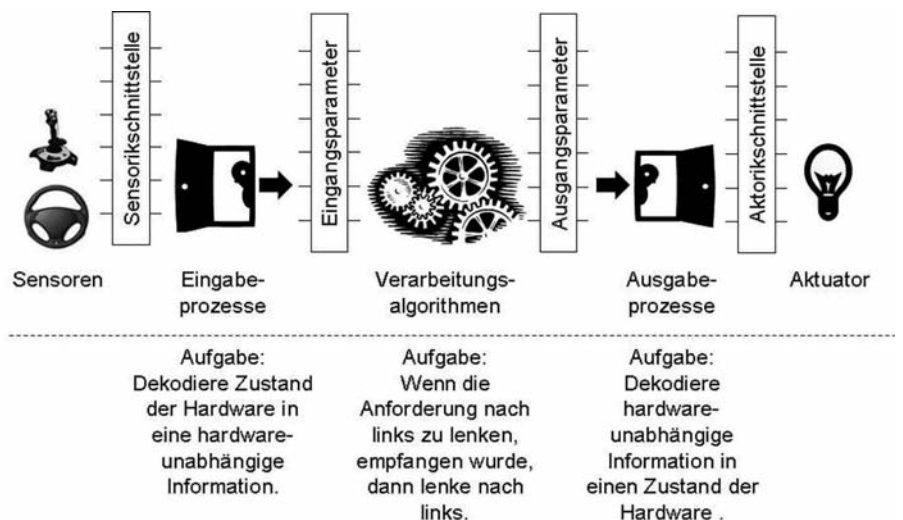 Sensorikschnittstelle
Eingangsparameter
Ausgangsparameter
Aktorikschnittstelle
Sensoren
Eingabe-
prozesse
Verarbeitungs-
algorithmen
Ausgabe-
prozesse
Aktuator
Aufgabe:
Dekodiere Zustand
der Hardware in
eine hardware-
unabhängige
Information.
Aufgabe:
Wenn die
Anforderung nach
links zu lenken,
empfangen wurde,
dann lenke nach
links.
Aufgabe:
Dekodiere
hardware-
unabhängige
Information in
einen Zustand der
Hardware .